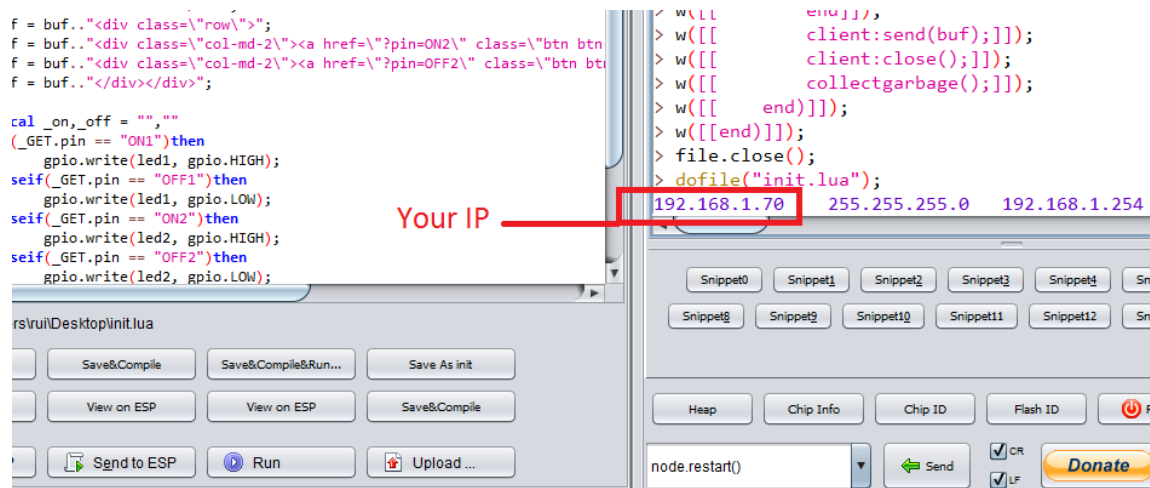 f = buf.."<div class=\"row\">";
f = buf.."<div class=\"col-md-2\"><a href=\"?pin=ON2\" class=\"btn btn
f = buf.."<div class=\"col-md-2\"><a href=\"?pin=OFF2\" class=\"btn bt
f = buf.."</div></div>";
cal _on,_off = "",""
(_GET.pin == "ON1")then
gpio.write(led1, gpio.HIGH);
seif(_GET.pin == "OFF1")then
gpio.write(led1, gpio.LOW);
seif(_GET.pin == "ON2")then
gpio.write(led2, gpio.HIGH);
seif(_GET.pin == "OFF2")then
gpio.write(led2, gpio.LOW);
Your IP
> w([[ end]]);
> w([[ client:send(buf);]]);
> w([[ client:close();]]);
> w([[ collectgarbage();]]);
> w([[ end)]]);
> w([[end)]]);
> file.close();
> dofile("init.lua");
192.168.1.70 255.255.255.0 192.168.1.254
ers\rui\Desktop\init.lua
Save&Compile Save&Compile&Run... Save As init
View on ESP View on ESP Save&Compile
Send to ESP Run Upload ...
Snippet0 Snippet1 Snippet2 Snippet3 Snippet4 Sn
Snippet8 Snippet9 Snippet10 Snippet11 Snippet12 Sn
Heap Chip Info Chip ID Flash ID
node.restart() Send CR Donate
LF